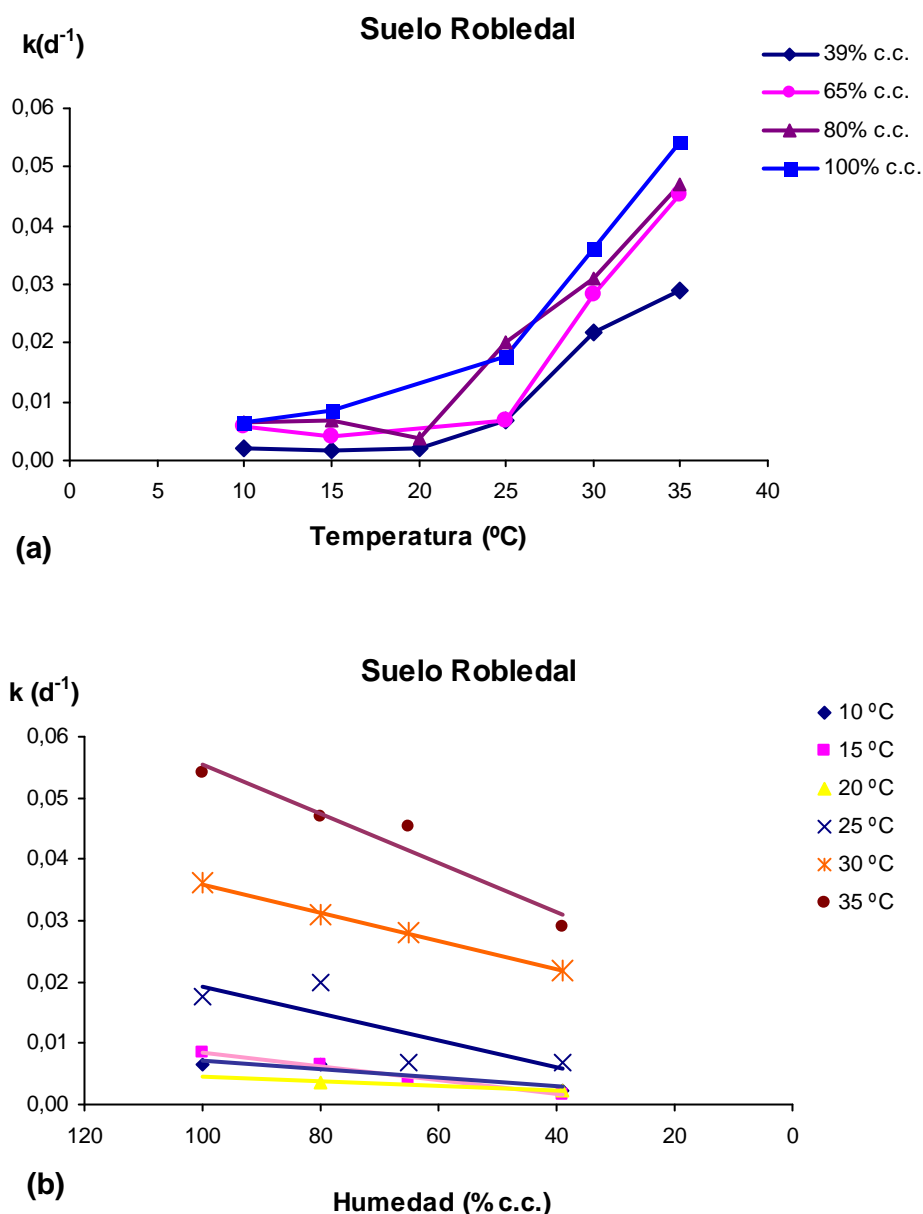 Suelo Robledal
k(d-1)
39% c.c.
65% c.c.
80% c.c.
100% c.c.
0,06
0,05
0,04
0,03
0,02
0,01
0,00
0 5 10 15 20 25 30 35 40
Temperatura (ºC)
(a)
Suelo Robledal
k (d-1)
10 ºC
15 ºC
20 ºC
25 ºC
30 ºC
35 ºC
0,06
0,05
0,04
0,03
0,02
0,01
0,00
120 100 80 60 40 20 0
(b)
Humedad (% c.c.)